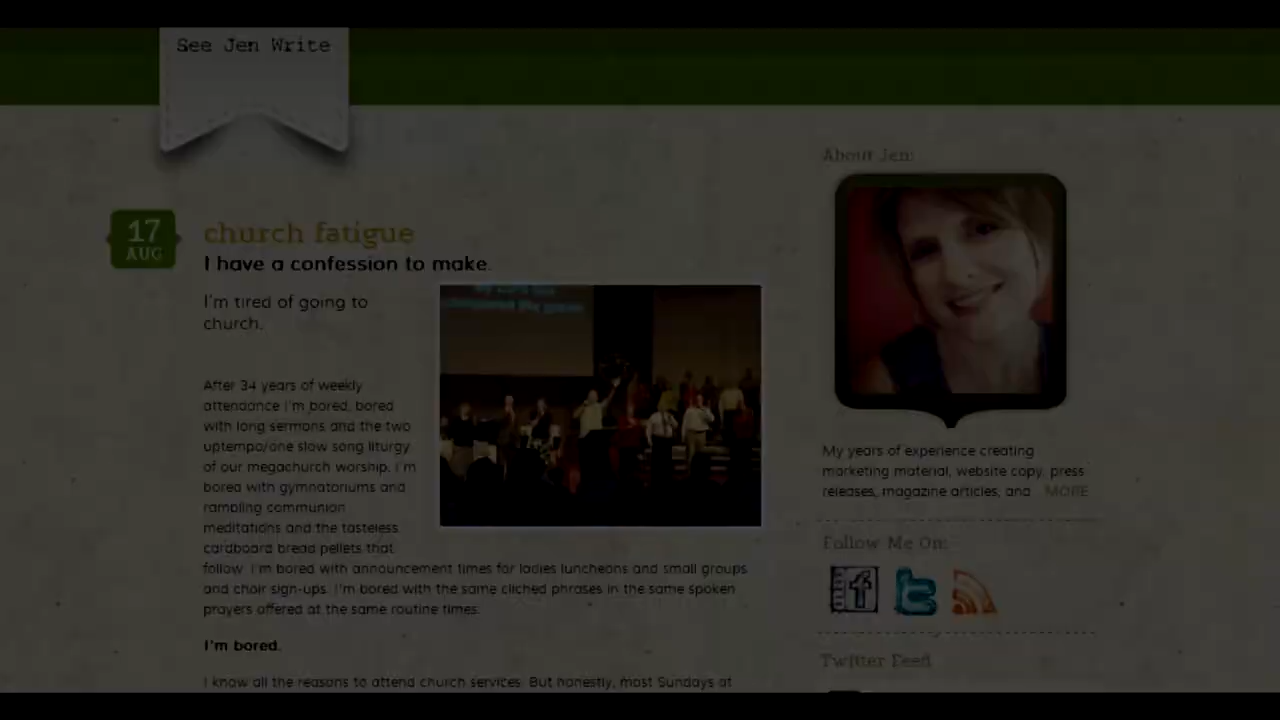 See Jen Write
About Jen:
17
AUG
church fatigue
I have a confession to make.
I'm tired of going to
church.
After 34 years of weekly
attendance I'm bored, bored
with long sermons and the two
uptempo/one slow song liturgy
of our megachurch worship. I'm
bored with gymnatoriums and
rambling communion
meditations and the tasteless
cardboard bread pellets that
follow. I'm bored with announcement times for ladies luncheons and small groups
and choir sign-ups. I'm bored with the same cliched phrases in the same spoken
prayers offered at the same routine times.
I'm bored.
I know all the reasons to attend church services. But honestly, most Sundays at
My years of experience creating
marketing material, website copy, press
releases, magazine articles, and MORE
Follow Me On:
Twitter Feed